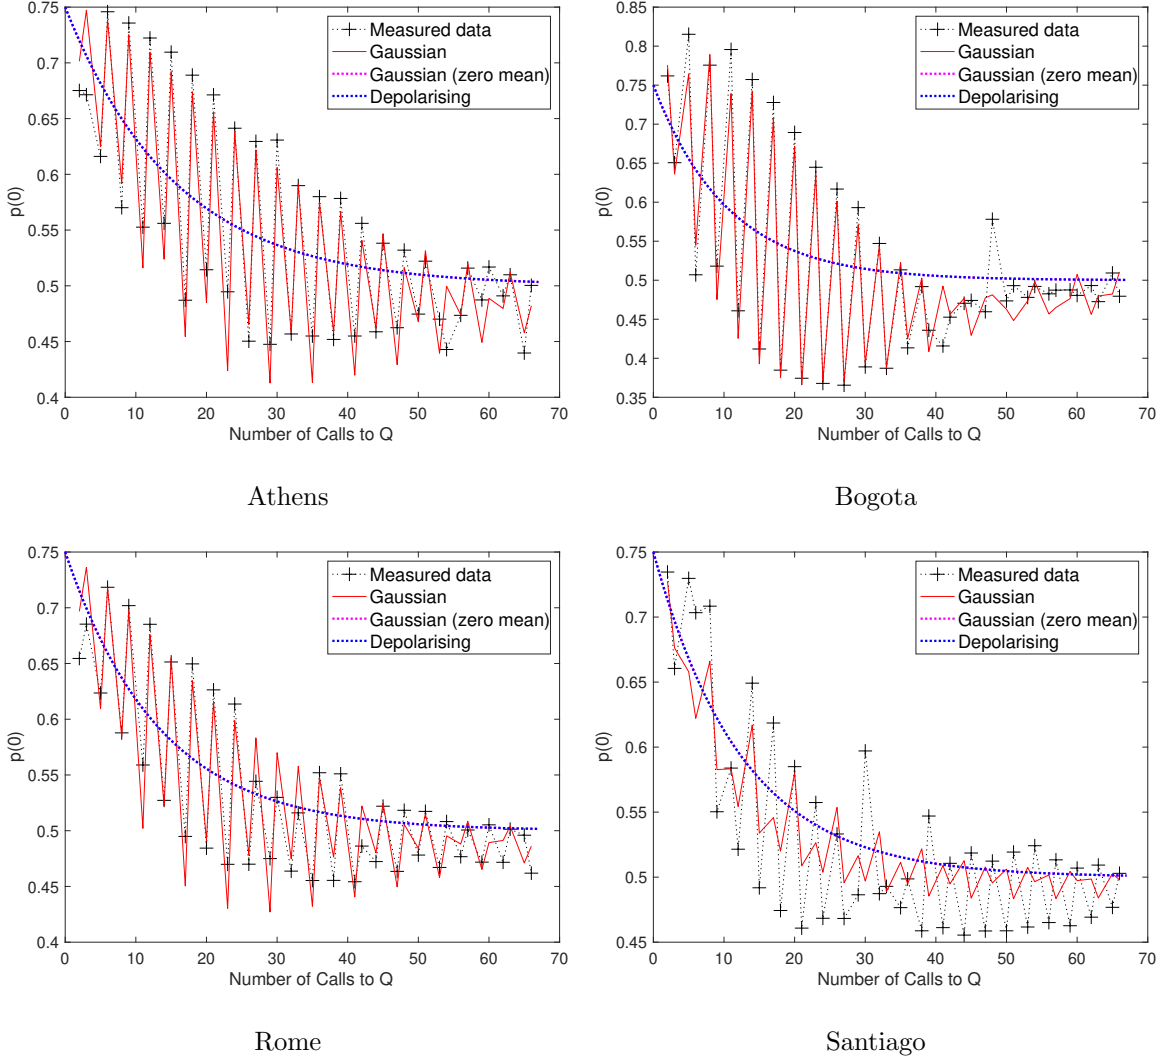 0.75
0.7
0.65
0.6
0.55
0.5
0.45
0.4
p(0)
0 10 20 30 40 50 60 70
Number of Calls to Q
Measured data
Gaussian
Gaussian (zero mean)
Depolarising
Athens
0.85
0.8
0.75
0.7
0.65
0.6
0.55
0.5
0.45
0.4
0.35
p(0)
0 10 20 30 40 50 60 70
Number of Calls to Q
Measured data
Gaussian
Gaussian (zero mean)
Depolarising
Bogota
0.75
0.7
0.65
0.6
0.55
0.5
0.45
0.4
p(0)
0 10 20 30 40 50 60 70
Number of Calls to Q
Measured data
Gaussian
Gaussian (zero mean)
Depolarising
Rome
0.75
0.7
0.65
0.6
0.55
0.5
0.45
p(0)
0 10 20 30 40 50 60 70
Number of Calls to Q
Measured data
Gaussian
Gaussian (zero mean)
Depolarising
Santiago